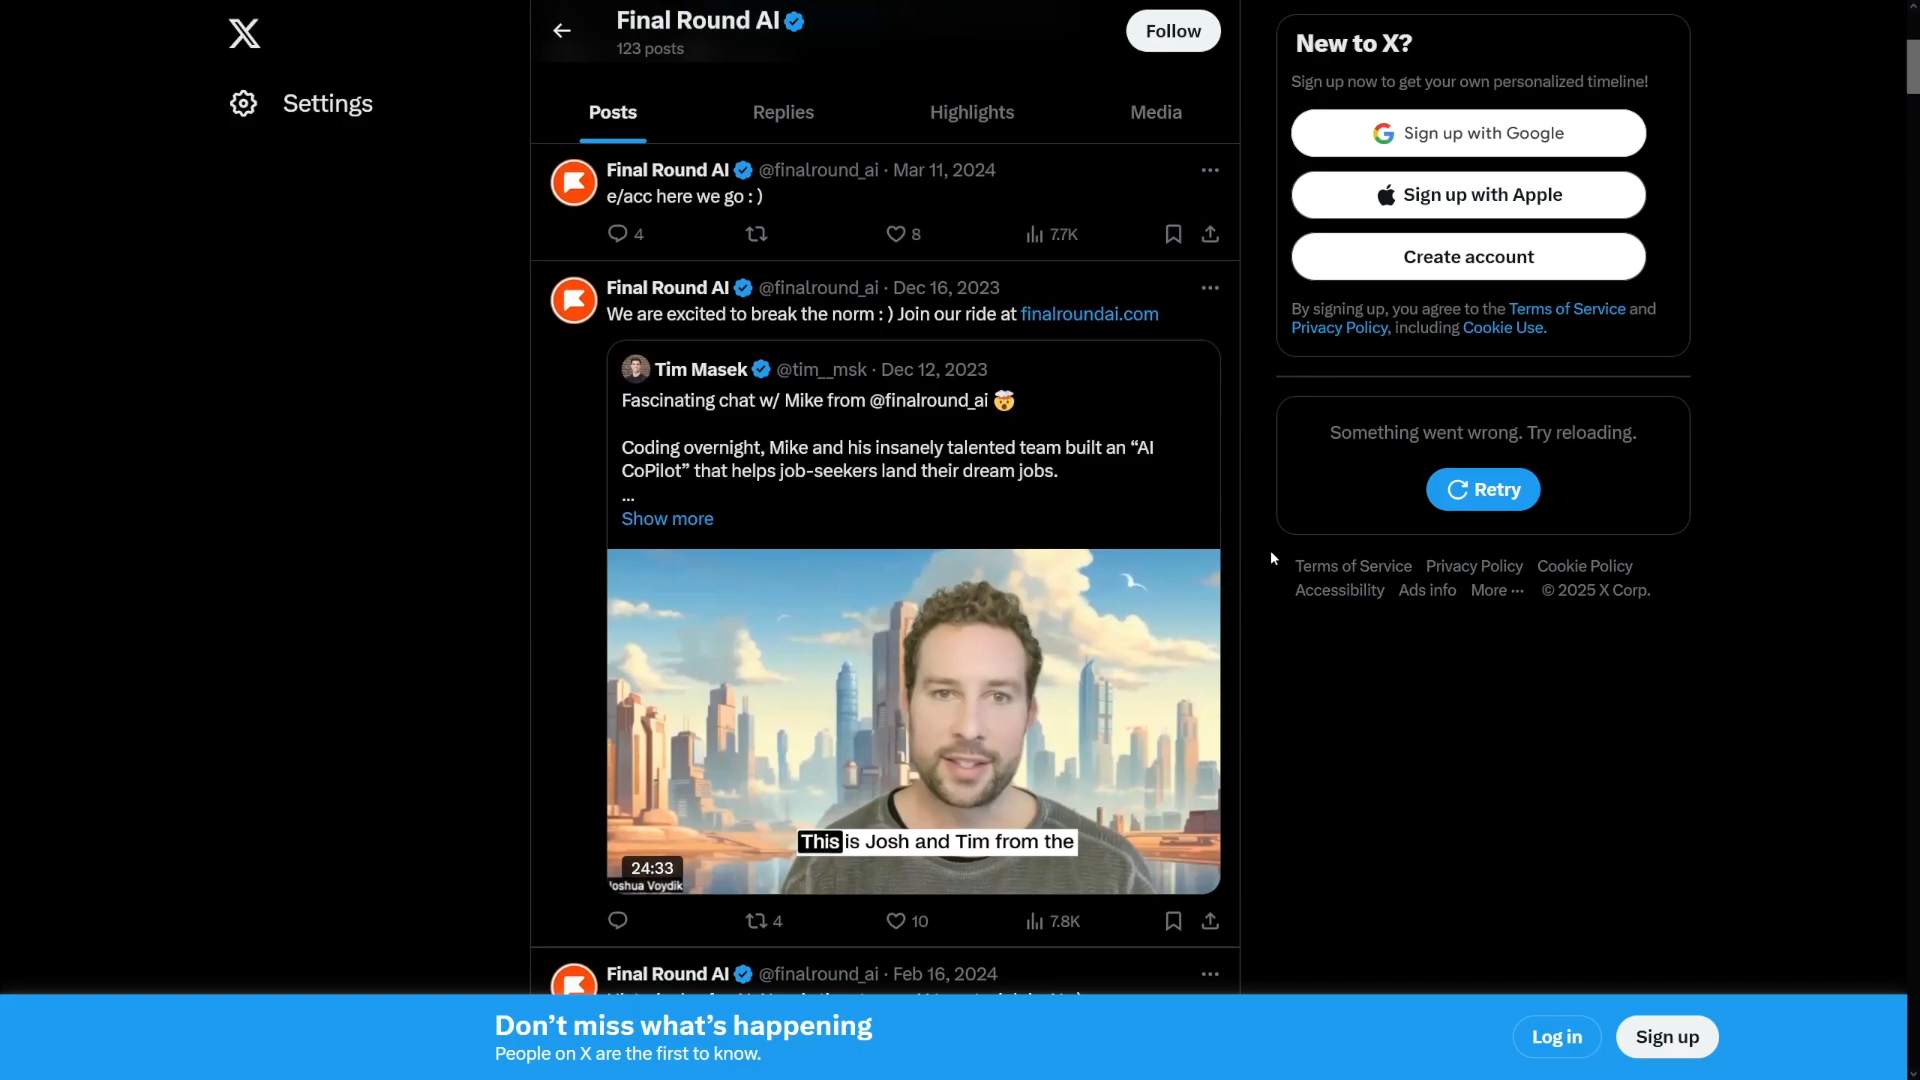 Settings
Final Round AI
123 posts
Follow
Posts
Replies
Highlights
Media
Final Round AI @finalround_ai · Mar 11, 2024
e/acc here we go : )
4
8
7.7K
Final Round AI @finalround_ai · Dec 16, 2023
We are excited to break the norm : ) Join our ride at finalroundai.com
Tim Masek @tim__msk · Dec 12, 2023
Fascinating chat w/ Mike from @finalround_ai 🤯
Coding overnight, Mike and his insanely talented team built an “AI
CoPilot” that helps job-seekers land their dream jobs.
...
Show more
This is Josh and Tim from the
24:33
Joshua Voydik
4
10
7.8K
Final Round AI @finalround_ai · Feb 16, 2024
New to X?
Sign up now to get your own personalized timeline!
Sign up with Google
Sign up with Apple
Create account
By signing up, you agree to the Terms of Service and
Privacy Policy, including Cookie Use.
Something went wrong. Try reloading.
Retry
Terms of Service Privacy Policy Cookie Policy
Accessibility Ads info More ··· © 2025 X Corp.
Don’t miss what’s happening
People on X are the first to know.
Log in
Sign up